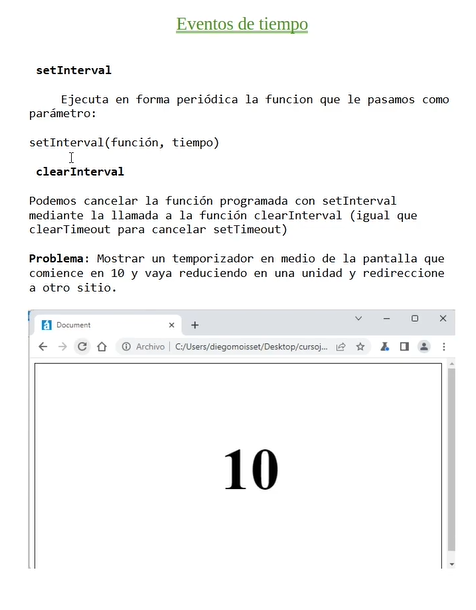 Eventos de tiempo
setInterval
Ejecuta en forma periódica la funcion que le pasamos como
parámetro:
setInterval(función, tiempo)
clearInterval
Podemos cancelar la función programada con setInterval
mediante la llamada a la función clearInterval (igual que
clearTimeout para cancelar setTimeout)
Problema: Mostrar un temporizador en medio de la pantalla que
comience en 10 y vaya reduciendo en una unidad y redireccione
a otro sitio.
Document
Archivo | C:/Users/diegomoisset/Desktop/cursoj...
10